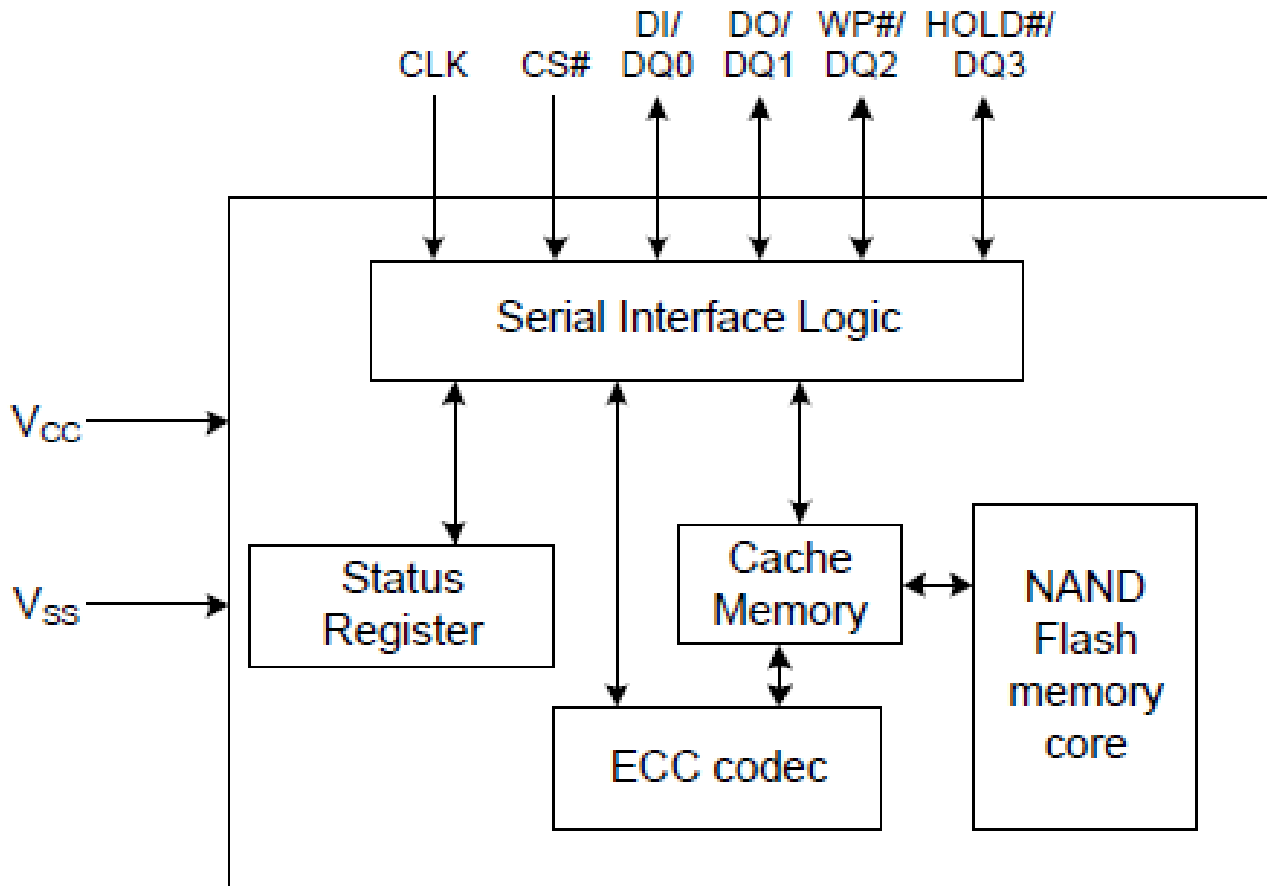 DI/ DO/ WP#/ HOLD#/
CLK CS# DQ0 DQ1 DQ2 DQ3
Serial Interface Logic
VCC
VSS
Status
Register
Cache
Memory
NAND
Flash
memory
core
ECC codec